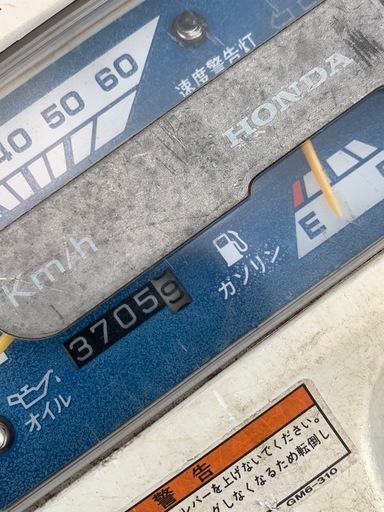 40 50 60
速度警告灯
HONDA
Km/h
E
ガソリン
37059
オイル
警告
レバーを上げないでください。
グしなくなるため転倒し
GM6-310